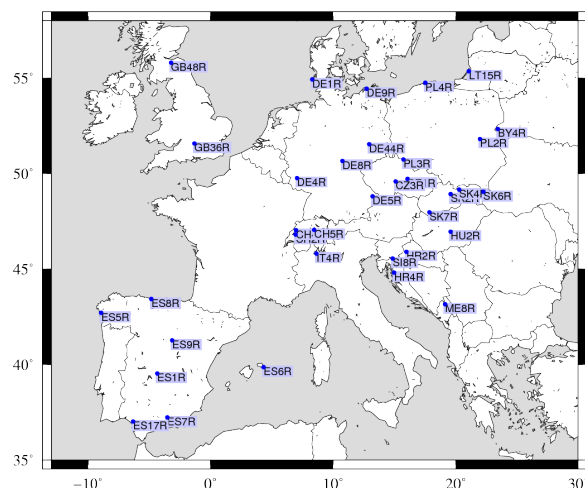 GB48R
LT15R
DE1R
PL4R
55°
DE9R
BY4R
GB36R
PL2R
DE44R
PL3R
DE8R
50°
DE4R
CZ3R
SK4
SK6R
DE5R
SK7R
CH5R
HU2R
HR2R
IT4R
SI8R
45°
HR4R
ES8R
ME8R
ES5R
ES9R
40°
ES6R
ES1R
ES7R
ES17R
35°
−10°
0°
10°
20°
30